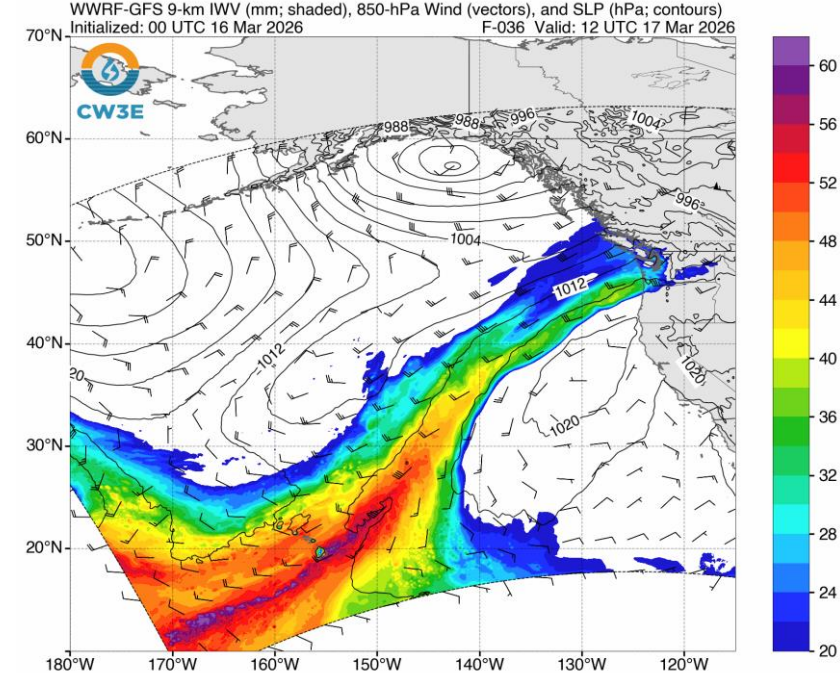 WWRF-GFS 9-km IWV (mm; shaded), 850-hPa Wind (vectors), and SLP (hPa; contours)
Initialized: 00 UTC 16 Mar 2026 F-036 Valid: 12 UTC 17 Mar 2026
70°N
CW3E
60
60°N
988
988
996
1004
56
52
996
50°N
1004
48
1012
44
40°N
1012
40
20
1020
36
1020
30°N
32
28
20°N
24
20
180°W 170°W 160°W 150°W 140°W 130°W 120°W